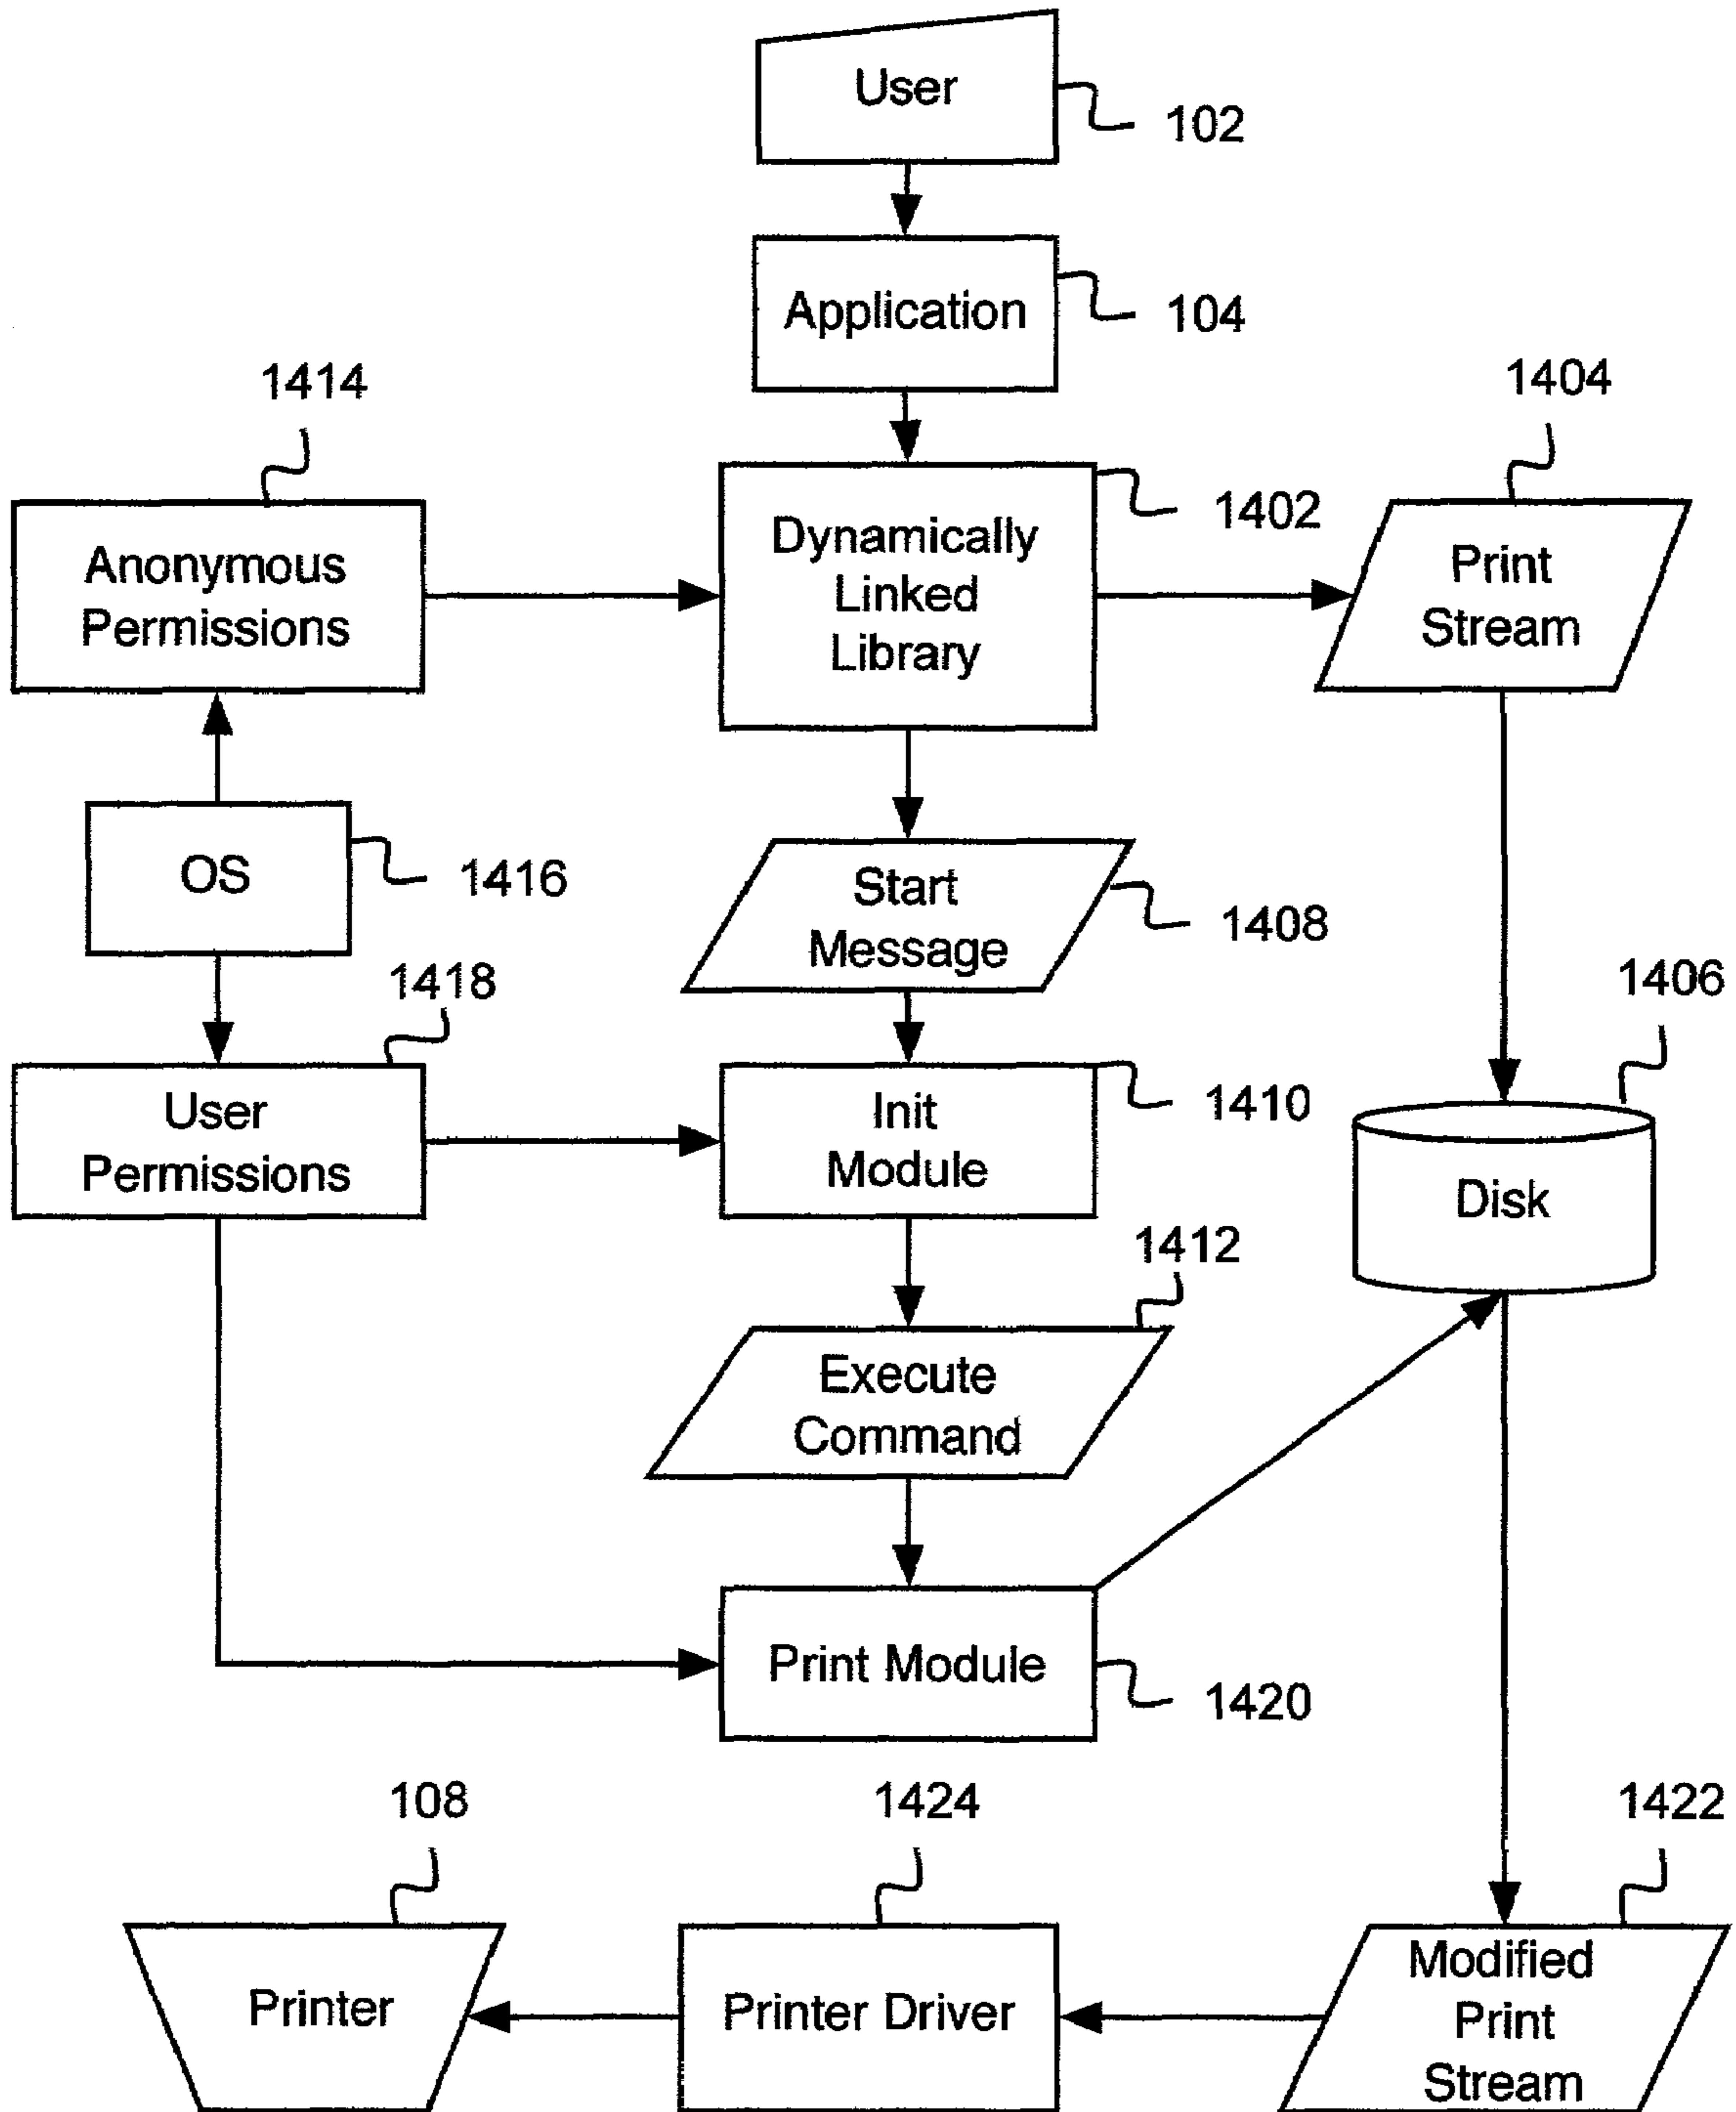 User
102
Application
104
1414
1404
Anonymous
Permissions
Dynamically
Linked
Library
1402
Print
Stream
OS
1416
Start
Message
1408
1418
1406
User
Permissions
Init
Module
1410
Disk
1412
Execute
Command
Print Module
1420
108
1424
1422
Printer
Printer Driver
Modified
Print
Stream